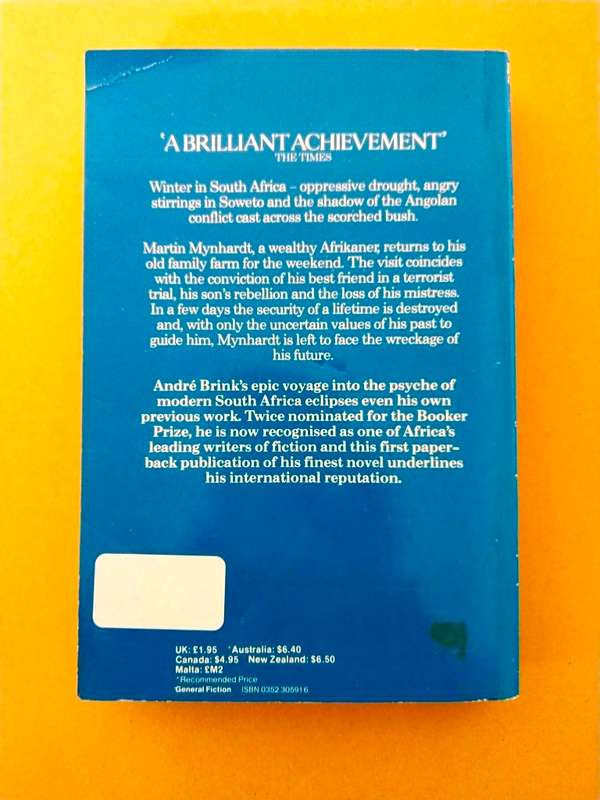 ‘A BRILLIANT ACHIEVEMENT’
THE TIMES
Winter in South Africa – oppressive drought, angry
stirrings in Soweto and the shadow of the Angolan
conflict cast across the scorched bush.
Martin Mynhardt, a wealthy Afrikaner, returns to his
old family farm for the weekend. The visit coincides
with the conviction of his best friend in a terrorist
trial, his son's rebellion and the loss of his mistress.
In a few days the security of a lifetime is destroyed
and, with only the uncertain values of his past to
guide him, Mynhardt is left to face the wreckage of
his future.
André Brink's epic voyage into the psyche of
modern South Africa eclipses even his own
previous work. Twice nominated for the Booker
Prize, he is now recognised as one of Africa's
leading writers of fiction and this first paper-
back publication of his finest novel underlines
his international reputation.
UK: £1.95 *Australia: $6.40
Canada: $4.95 New Zealand: $6.50
Malta: £M2
*Recommended Price
General Fiction ISBN 0352 305916